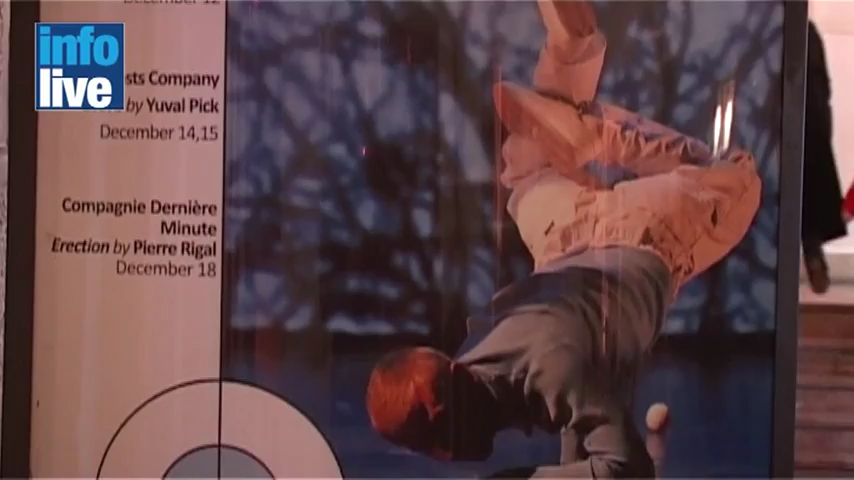 December 12
info
live
sts Company
by Yuval Pick
December 14,15
Compagnie Dernière
Minute
Erection by Pierre Rigal
December 18